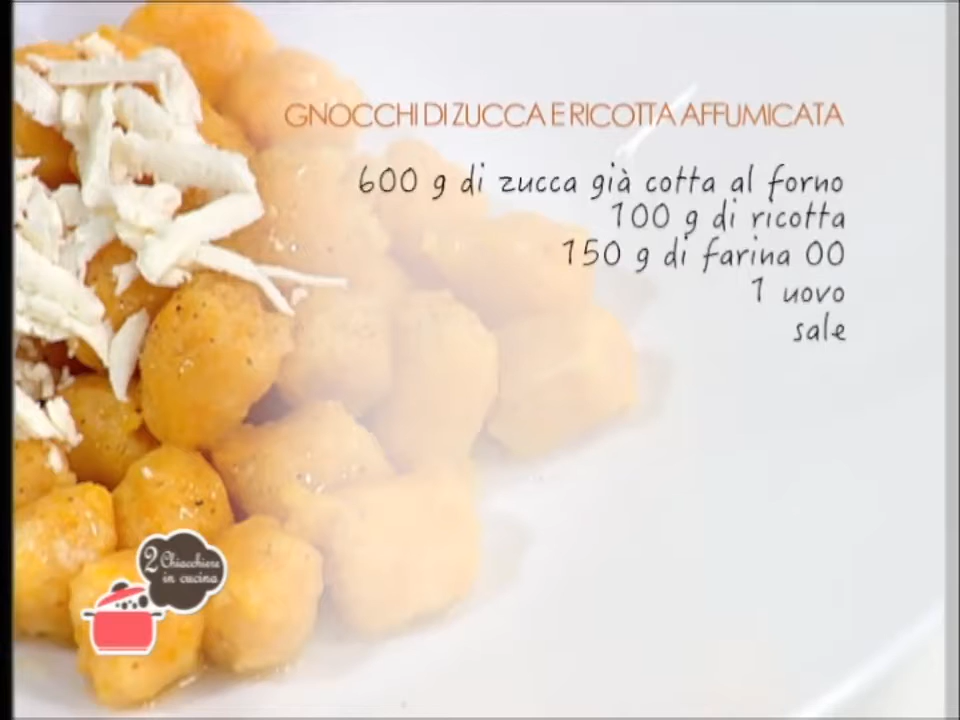 GNOCCHI DI ZUCCA E RICOTTA AFFUMICATA
600 g di zucca già cotta al forno
100 g di ricotta
150 g di farina 00
1 uovo
sale
2 Chiacchiere
in cucina